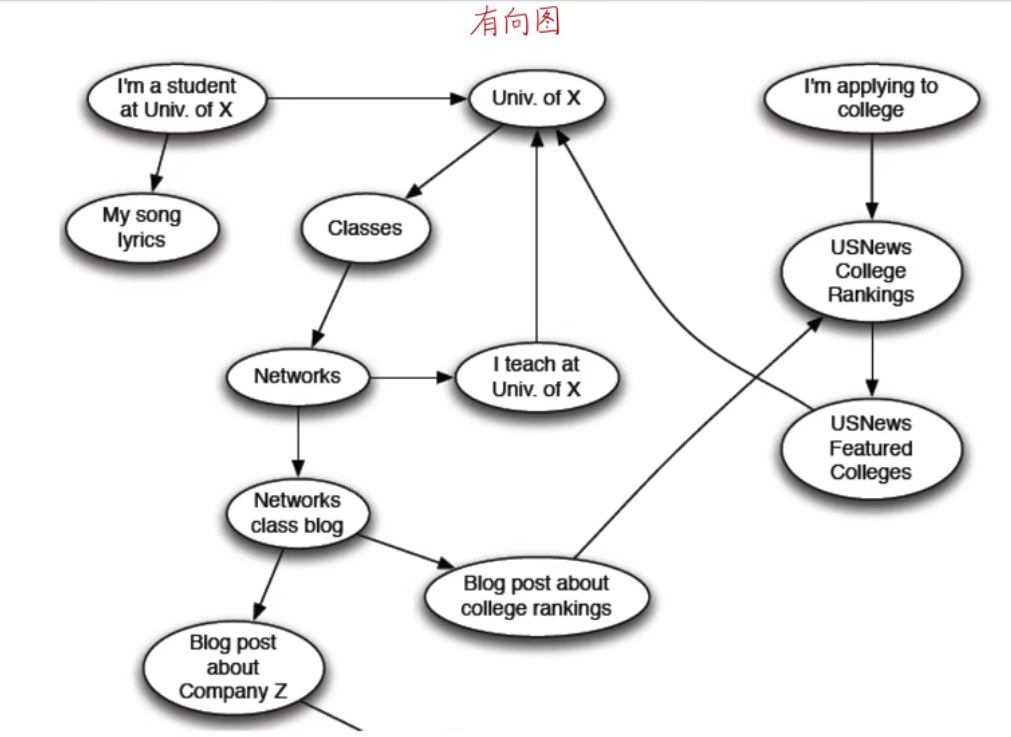 有向图
I'm a student
at Univ. of X
Univ. of X
I'm applying to
college
My song
lyrics
Classes
USNews
College
Rankings
Networks
I teach at
Univ. of X
USNews
Featured
Colleges
Networks
class blog
Blog post about
college rankings
Blog post
about
Company Z